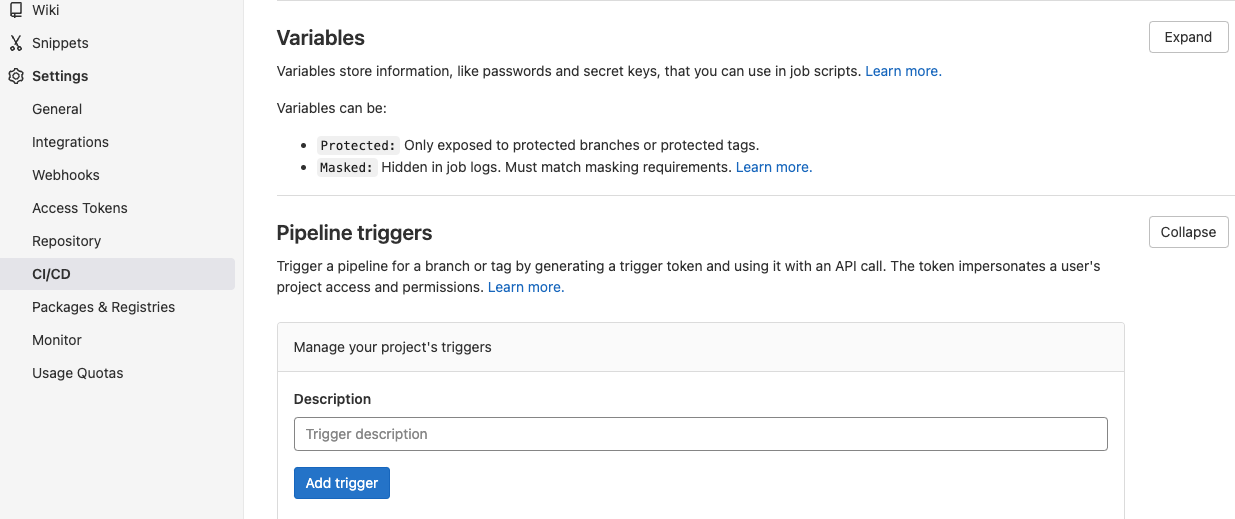 Wiki
Snippets
Settings
General
Integrations
Webhooks
Access Tokens
Repository
CI/CD
Packages & Registries
Monitor
Usage Quotas
Variables
Expand
Variables store information, like passwords and secret keys, that you can use in job scripts. Learn more.
Variables can be:
• Protected: Only exposed to protected branches or protected tags.
• Masked: Hidden in job logs. Must match masking requirements. Learn more.
Pipeline triggers
Collapse
Trigger a pipeline for a branch or tag by generating a trigger token and using it with an API call. The token impersonates a user's
project access and permissions. Learn more.
Manage your project's triggers
Description
Trigger description
Add trigger